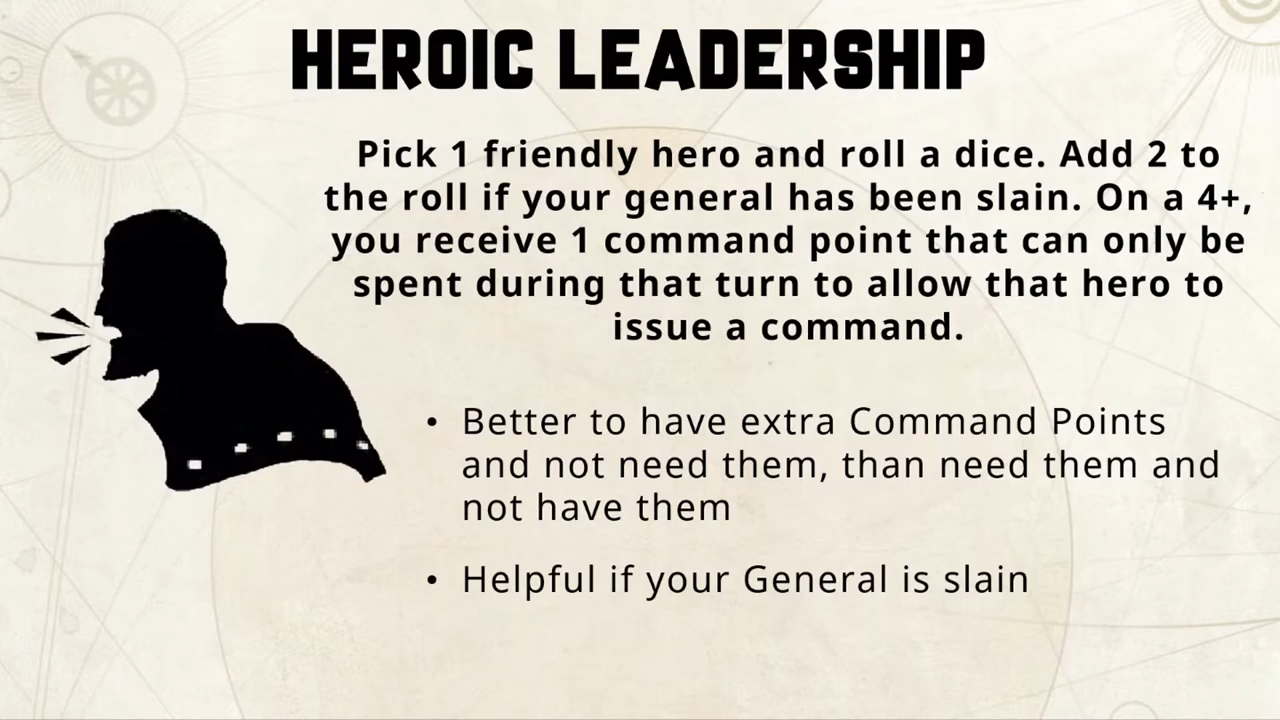 HEROIC LEADERSHIP
Pick 1 friendly hero and roll a dice. Add 2 to
the roll if your general has been slain. On a 4+,
you receive 1 command point that can only be
spent during that turn to allow that hero to
issue a command.
• Better to have extra Command Points
and not need them, than need them and
not have them
• Helpful if your General is slain